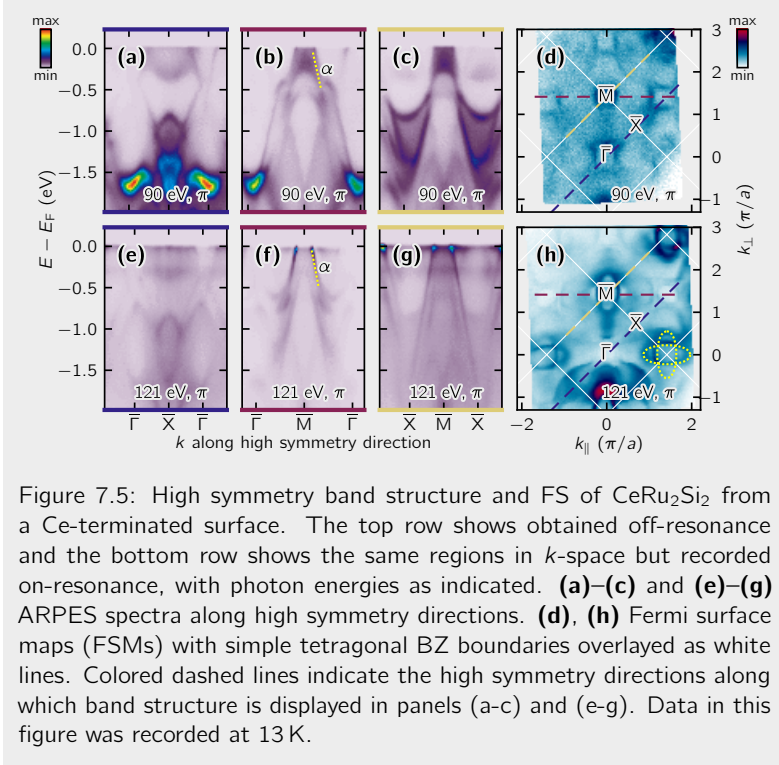 max
min
(a)
(b)
(c)
(d)
max
min
α
M̅
X̅
Γ̅
90 eV, π
90 eV, π
90 eV, π
90 eV, π
0.0
−0.5
−1.0
−1.5
3
2
1
0
−1
E − E_F (eV)
k⊥ (π/a)
(e)
(f)
(g)
(h)
α
M̅
X̅
Γ̅
121 eV, π
121 eV, π
121 eV, π
121 eV, π
0.0
−0.5
−1.0
−1.5
3
2
1
0
−1
Γ̅ X̅ Γ̅
Γ̅ M̅ Γ̅
X̅ M̅ X̅
−2 0 2
k along high symmetry direction
k∥ (π/a)
Figure 7.5: High symmetry band structure and FS of CeRu₂Si₂ from
a Ce-terminated surface. The top row shows obtained off-resonance
and the bottom row shows the same regions in k-space but recorded
on-resonance, with photon energies as indicated. (a)–(c) and (e)–(g)
ARPES spectra along high symmetry directions. (d), (h) Fermi surface
maps (FSMs) with simple tetragonal BZ boundaries overlayed as white
lines. Colored dashed lines indicate the high symmetry directions along
which band structure is displayed in panels (a-c) and (e-g). Data in this
figure was recorded at 13 K.